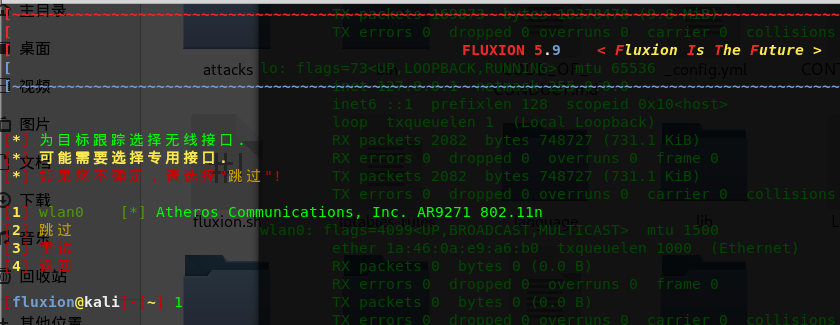 主目录
TX packets bytes
TX errors 0 dropped 0 overruns 0 carrier 0 collisions
桌面
FLUXION 5.9 < Fluxion Is The Future >
attacks
_config.yml
lo: flags=73<UP,LOOPBACK,RUNNING> mtu 65536
视频
inet6 ::1 prefixlen 128 scopeid 0x10<host>
loop txqueuelen 1 (Local Loopback)
图片
[*] 为目标跟踪选择无线接口.
RX packets 2082 bytes 748727 (731.1 KiB)
[*] 可能需要选择专用接口.
RX errors 0 dropped 0 overruns 0 frame 0
文档
[*] 如果您不确定，请选择"跳过"!
TX packets 2082 bytes 748727 (731.1 KiB)
TX errors 0 dropped 0 overruns 0 carrier 0 collisions
下载
[1] wlan0 [*] Atheros Communications, Inc. AR9271 802.11n
fluxion.sh
lib
[2] 跳过
wlan0: flags=4099<UP,BROADCAST,MULTICAST> mtu 1500
音乐
[3] 重试
ether 1a:46:0a:e9:a6:b0 txqueuelen 1000 (Ethernet)
[4] 返回
RX packets 0 bytes 0 (0.0 B)
回收站
RX errors 0 dropped 0 overruns 0 frame 0
[fluxion@kali]-[~] 1
TX packets 0 bytes 0 (0.0 B)
其他位置
TX errors 0 dropped 0 overruns 0 carrier 0 collisions